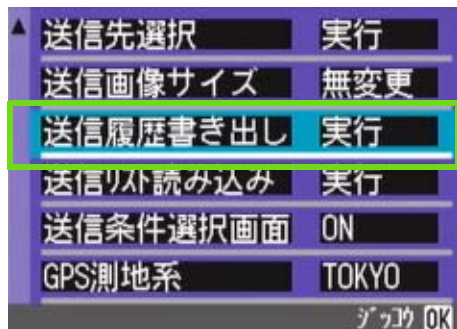 送信先選択 実行
送信画像サイズ 無変更
送信履歴書き出し 実行
送信ﾘｽﾄ読み込み 実行
送信条件選択画面 ON
GPS測地系 TOKYO
ｼﾞｯｺｳ OK